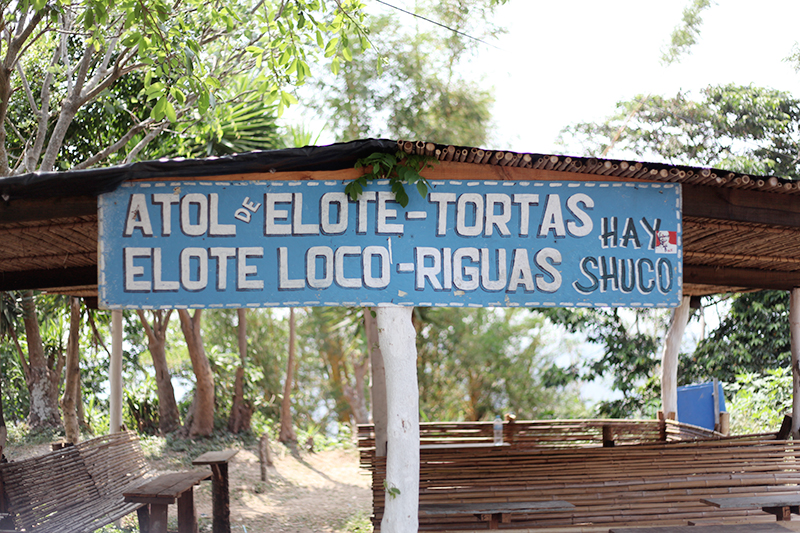 ATOL DE ELOTE-TORTAS
ELOTE LOCO-RIGUAS
HAY
SHUCO